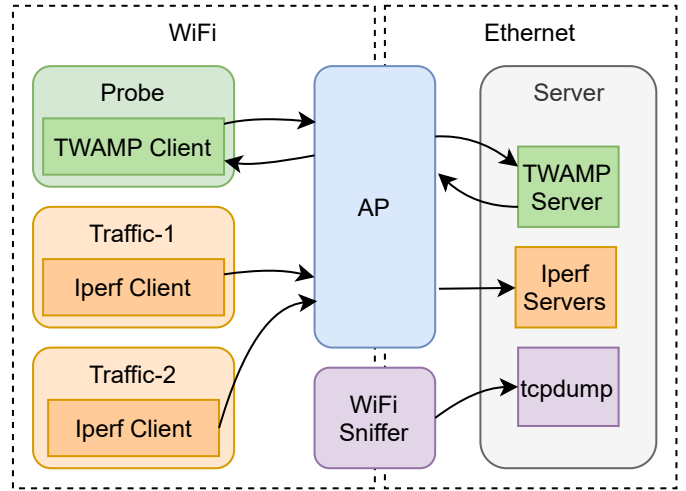 WiFi
Ethernet
Probe
TWAMP Client
Traffic-1
Iperf Client
Traffic-2
Iperf Client
AP
WiFi
Sniffer
Server
TWAMP
Server
Iperf
Servers
tcpdump